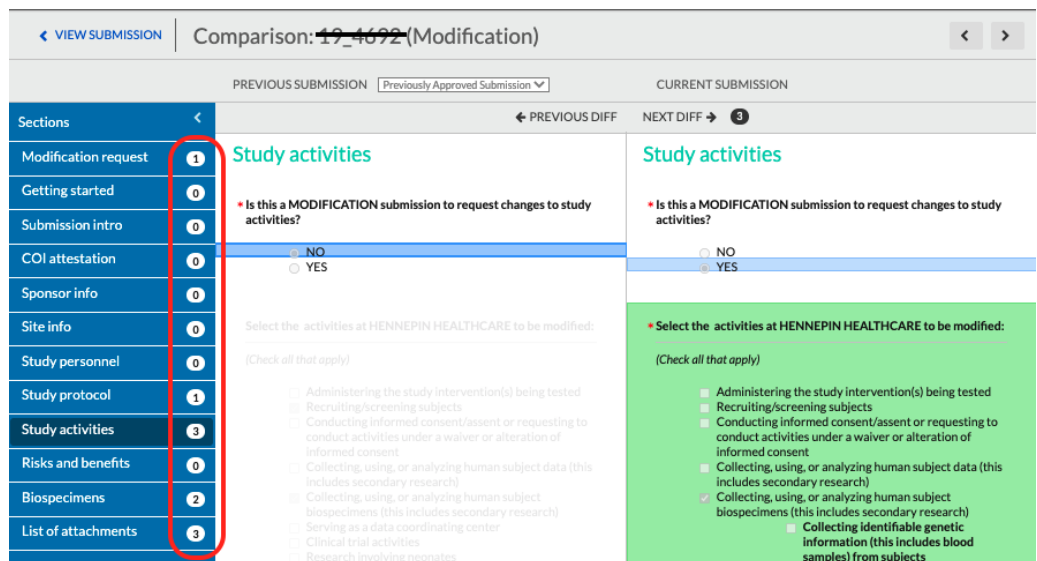 VIEW SUBMISSION
Comparison: 19_4692 (Modification)
PREVIOUS SUBMISSION Previously Approved Submission
CURRENT SUBMISSION
Sections
PREVIOUS DIFF
NEXT DIFF 3
Modification request 1
Getting started 0
Submission intro 0
COI attestation 0
Sponsor info 0
Site info 0
Study personnel 0
Study protocol 1
Study activities 3
Risks and benefits 0
Biospecimens 2
List of attachments 3
Study activities
* Is this a MODIFICATION submission to request changes to study
activities?
NO
YES
Select the activities at HENNEPIN HEALTHCARE to be modified:
(Check all that apply)
Administering the study intervention(s) being tested
Recruiting/screening subjects
Conducting informed consent/assent or requesting to
conduct activities under a waiver or alteration of
informed consent
Collecting, using, or analyzing human subject data (this
includes secondary research)
Collecting, using, or analyzing human subject
biospecimens (this includes secondary research)
Serving as a data coordinating center
Clinical trial activities
Research involving neonates
Study activities
* Is this a MODIFICATION submission to request changes to study
activities?
NO
YES
* Select the activities at HENNEPIN HEALTHCARE to be modified:
(Check all that apply)
Administering the study intervention(s) being tested
Recruiting/screening subjects
Conducting informed consent/assent or requesting to
conduct activities under a waiver or alteration of
informed consent
Collecting, using, or analyzing human subject data (this
includes secondary research)
Collecting, using, or analyzing human subject
biospecimens (this includes secondary research)
Collecting identifiable genetic
information (this includes blood
samples) from subjects